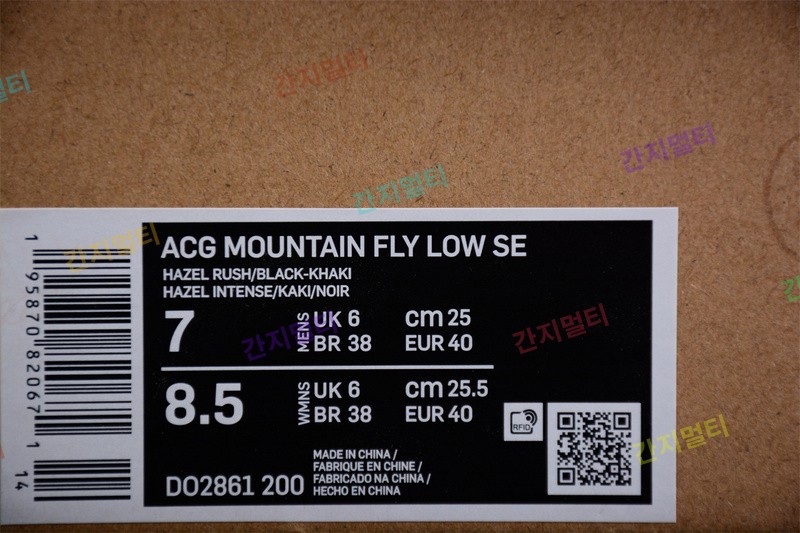 간지멀티
간지멀티
간지멀티
간지멀티
ACG MOUNTAIN FLY LOW SE
HAZEL RUSH/BLACK-KHAKI
HAZEL INTENSE/KAKI/NOIR
7 MENS UK 6 cm 25
BR 38 EUR 40
8.5 WMNS UK 6 cm 25.5
BR 38 EUR 40
RFID
DO2861 200
MADE IN CHINA /
FABRIQUE EN CHINE /
FABRICADO NA CHINA /
HECHO EN CHINA
1 95870 82067 1 14
간지멀티
간지멀티
간지멀티